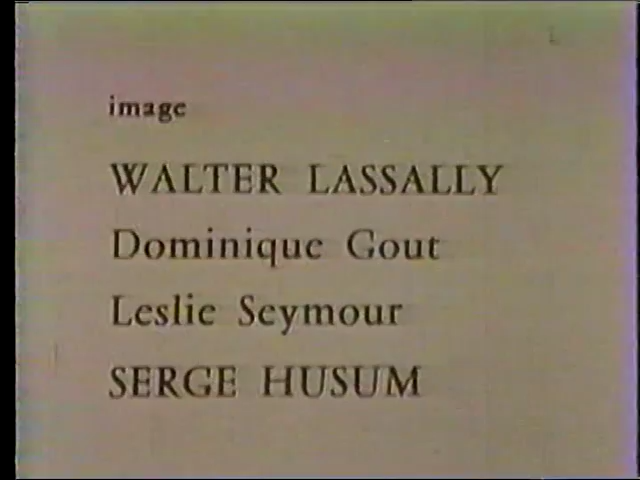 image
WALTER LASSALLY
Dominique Gout
Leslie Seymour
SERGE HUSUM